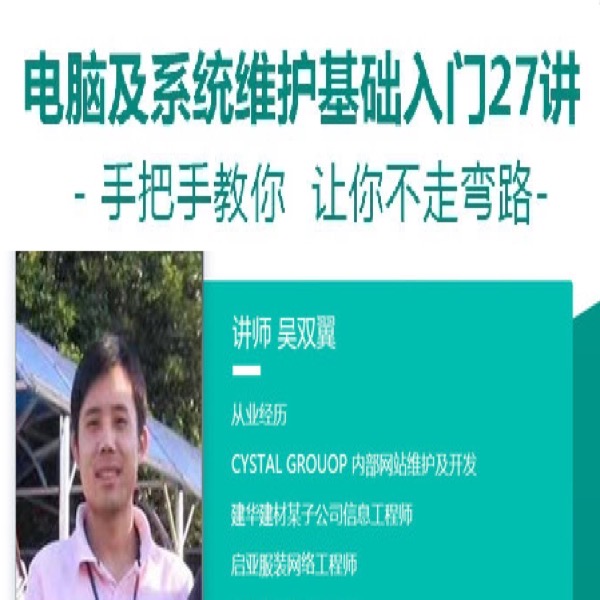 电脑及系统维护基础入门27讲
- 手把手教你 让你不走弯路-
讲师 吴双翼
从业经历
CYSTAL GROUOP 内部网站维护及开发
建华建材某子公司信息工程师
启亚服装网络工程师